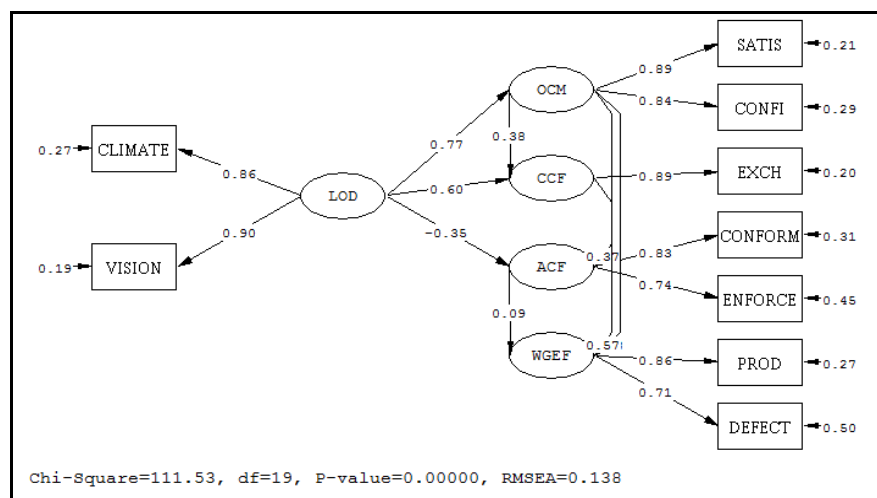 SATIS
0.21
0.89
OCM
0.84
CONFI
0.29
0.27
CLIMATE
0.77
0.38
0.86
CCF
0.89
EXCH
0.20
0.60
LOD
0.90
-0.35
CONFORM
0.31
0.37
0.83
0.19
VISION
ACF
0.74
ENFORCE
0.45
0.09
0.57
WGEF
0.86
PROD
0.27
0.71
DEFECT
0.50
Chi-Square=111.53, df=19, P-value=0.00000, RMSEA=0.138